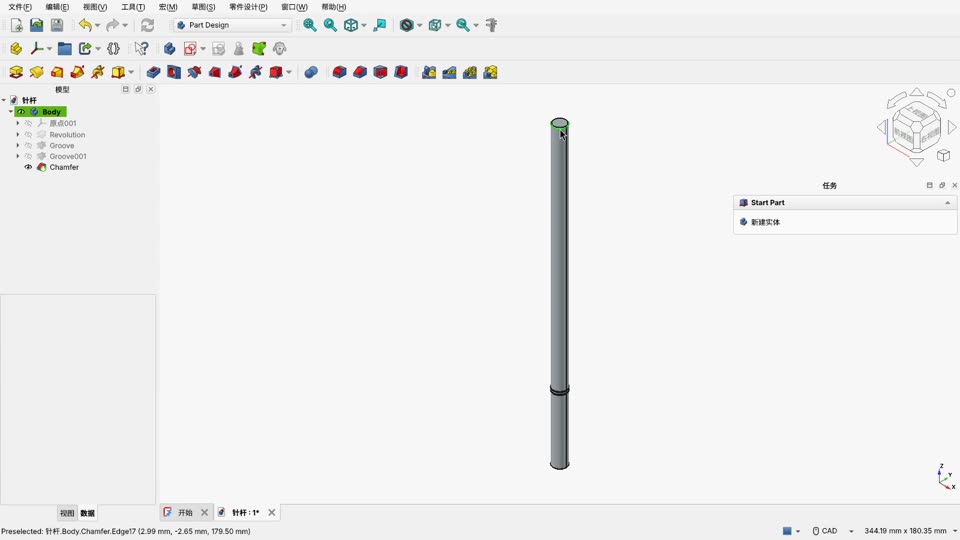 文件(F) 编辑(E) 视图(V) 工具(T) 宏(M) 草图(S) 零件设计(P) 窗口(W) 帮助(H)
Part Design
模型
针杆
Body
原点001
Revolution
Groove
Groove001
Chamfer
任务
Start Part
新建实体
Z
Y
X
视图 数据
开始
针杆 : 1*
Preselected: 针杆.Body.Chamfer.Edge17 (2.99 mm, -2.65 mm, 179.50 mm)
CAD
344.19 mm x 180.35 mm